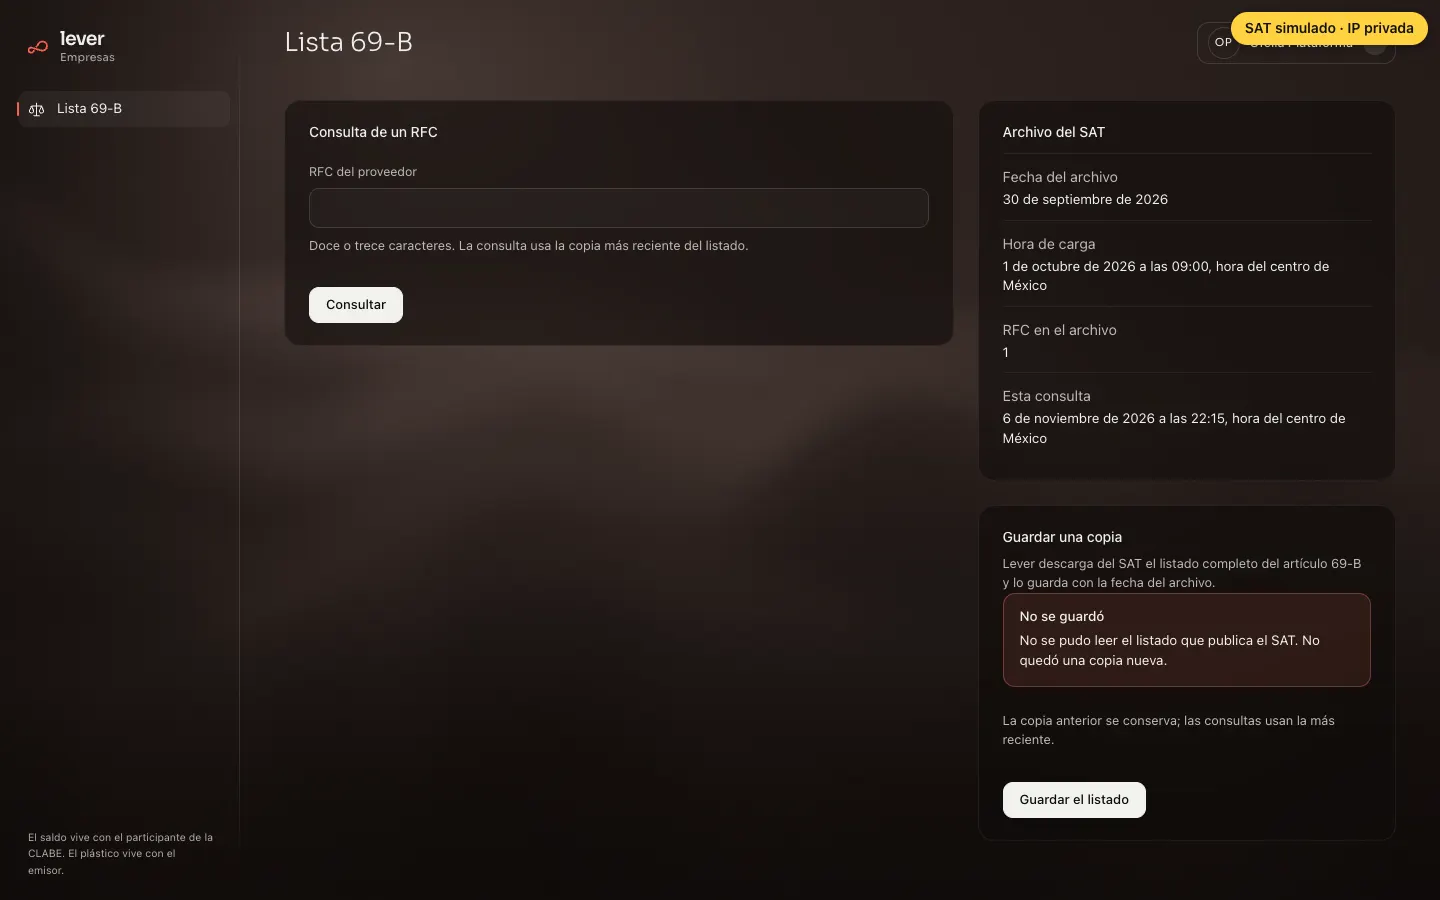 lever
Empresas
Lista 69-B
El saldo vive con el participante de la
CLABE. El plástico vive con el
emisor.
Lista 69-B
OP
SAT simulado · IP privada
Consulta de un RFC
RFC del proveedor
Doce o trece caracteres. La consulta usa la copia más reciente del listado.
Consultar
Archivo del SAT
Fecha del archivo
30 de septiembre de 2026
Hora de carga
1 de octubre de 2026 a las 09:00, hora del centro de
México
RFC en el archivo
1
Esta consulta
6 de noviembre de 2026 a las 22:15, hora del centro de
México
Guardar una copia
Lever descarga del SAT el listado completo del artículo 69-B
y lo guarda con la fecha del archivo.
No se guardó
No se pudo leer el listado que publica el SAT. No
quedó una copia nueva.
La copia anterior se conserva; las consultas usan la más
reciente.
Guardar el listado